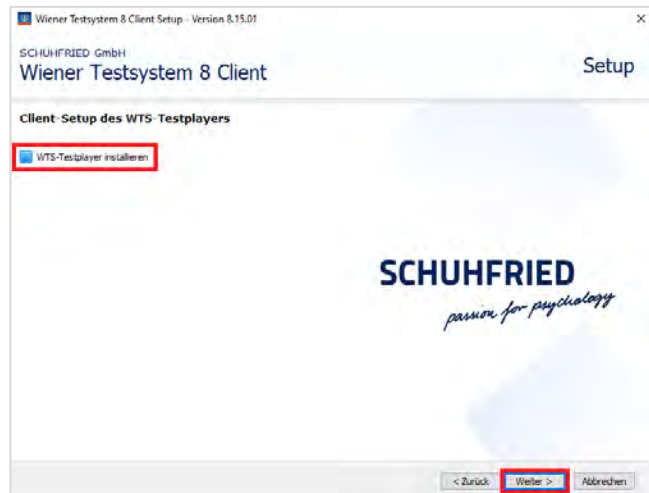 Wiener Testsystem 8 Client Setup - Version 8.15.01
SCHUHFRIED GmbH
Wiener Testsystem 8 Client
Setup
Client-Setup des WTS-Testplayers
WTS-Testplayer installieren
SCHUHFRIED
passion for psychology
< Zurück
Weiter >
Abbrechen